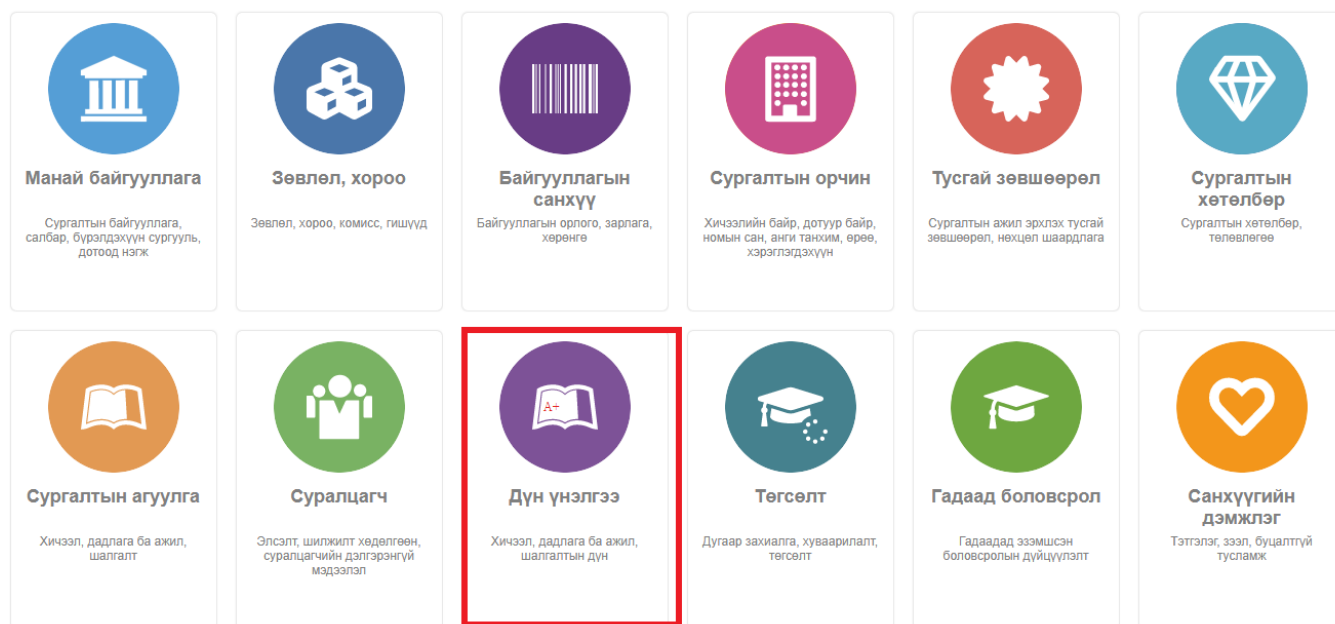 Манай байгууллага
Сургалтын байгууллага,
салбар, бүрэлдэхүүн сургууль,
дотоод нэгж
Зөвлөл, хороо
Зөвлөл, хороо, комисс, гишүүд
Байгууллагын
санхүү
Байгууллагын орлого, зарлага,
хөрөнгө
Сургалтын орчин
Хичээлийн байр, дотуур байр,
номын сан, анги танхим, өрөө,
хэрэглэгдэхүүн
Тусгай зөвшөөрөл
Сургалтын ажил эрхлэх тусгай
зөвшөөрөл, нөхцөл шаардлага
Сургалтын
хөтөлбөр
Сургалтын хөтөлбөр,
төлөвлөгөө
Сургалтын агуулга
Хичээл, дадлага ба ажил,
шалгалт
Суралцагч
Элсэлт, шилжилт хөдөлгөөн,
суралцагчийн дэлгэрэнгүй
мэдээлэл
A+
Дүн үнэлгээ
Хичээл, дадлага ба ажил,
шалгалтын дүн
Төгсөлт
Дугаар захиалга, хуваарилалт,
төгсөлт
Гадаад боловсрол
Гадаадад эзэмшсэн
боловсролын дүйцүүлэлт
Санхүүгийн
дэмжлэг
Тэтгэлэг, зээл, буцалтгүй
тусламж